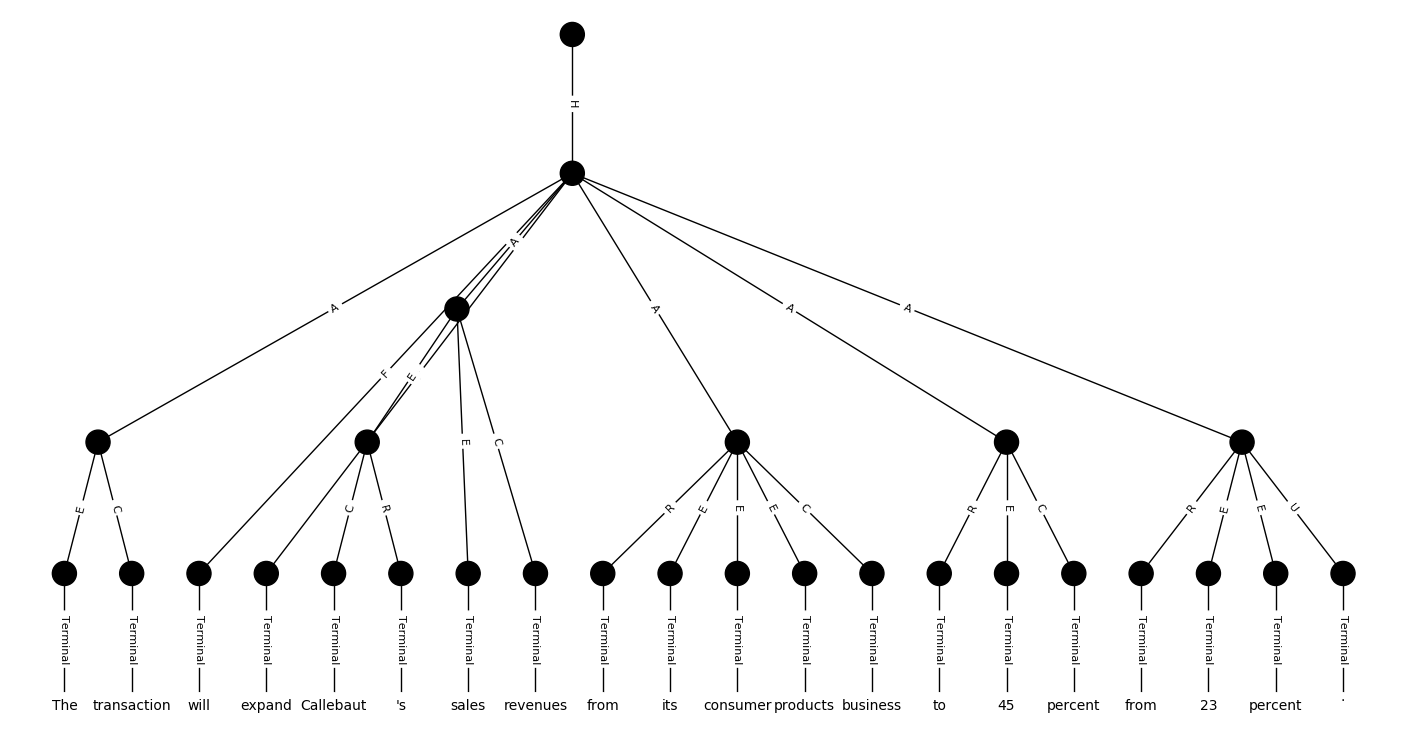 H
A
A
F
E
A
A
A
E
C
E
C
C
R
R
E
E
E
C
R
E
C
R
E
E
U
Terminal Terminal Terminal Terminal Terminal Terminal Terminal Terminal Terminal Terminal Terminal Terminal Terminal Terminal Terminal Terminal Terminal Terminal Terminal Terminal
The transaction will expand Callebaut 's sales revenues from its consumer products business to 45 percent from 23 percent .